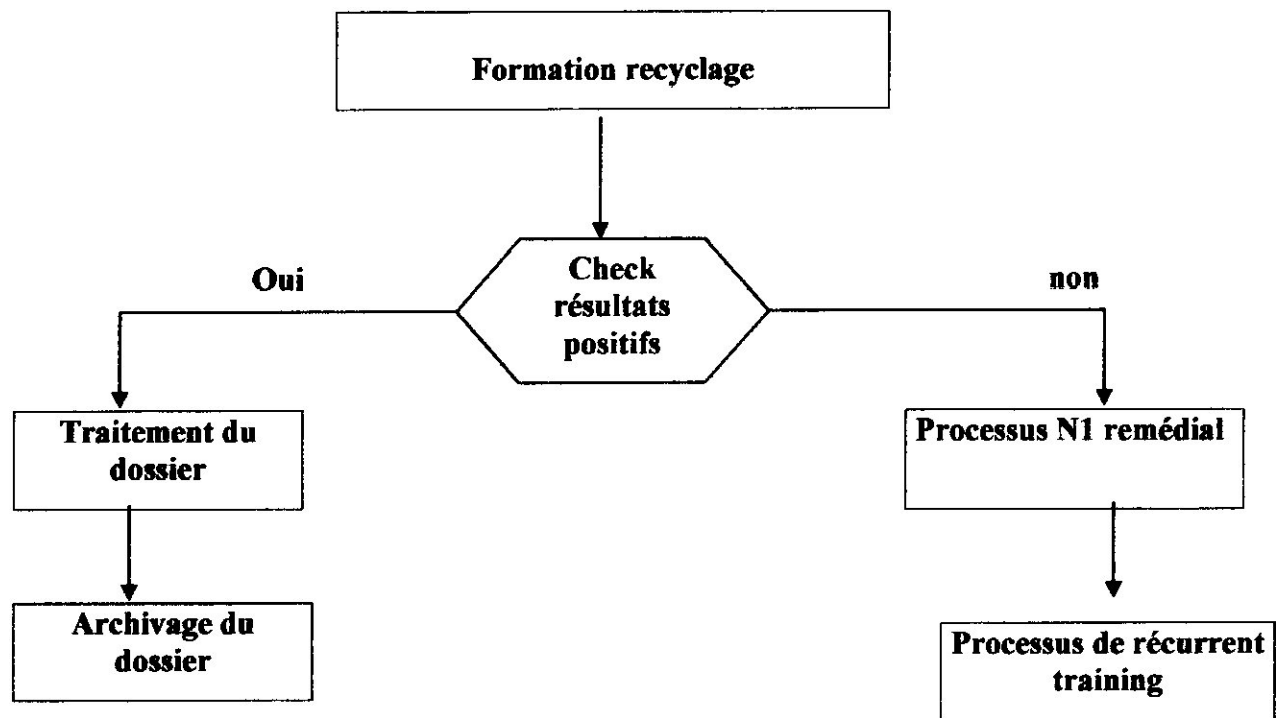 Formation recyclage
Oui
Check
résultats
positifs
non
Traitement du
dossier
Processus N1 remédial
Archivage du
dossier
Processus de récurrent
training